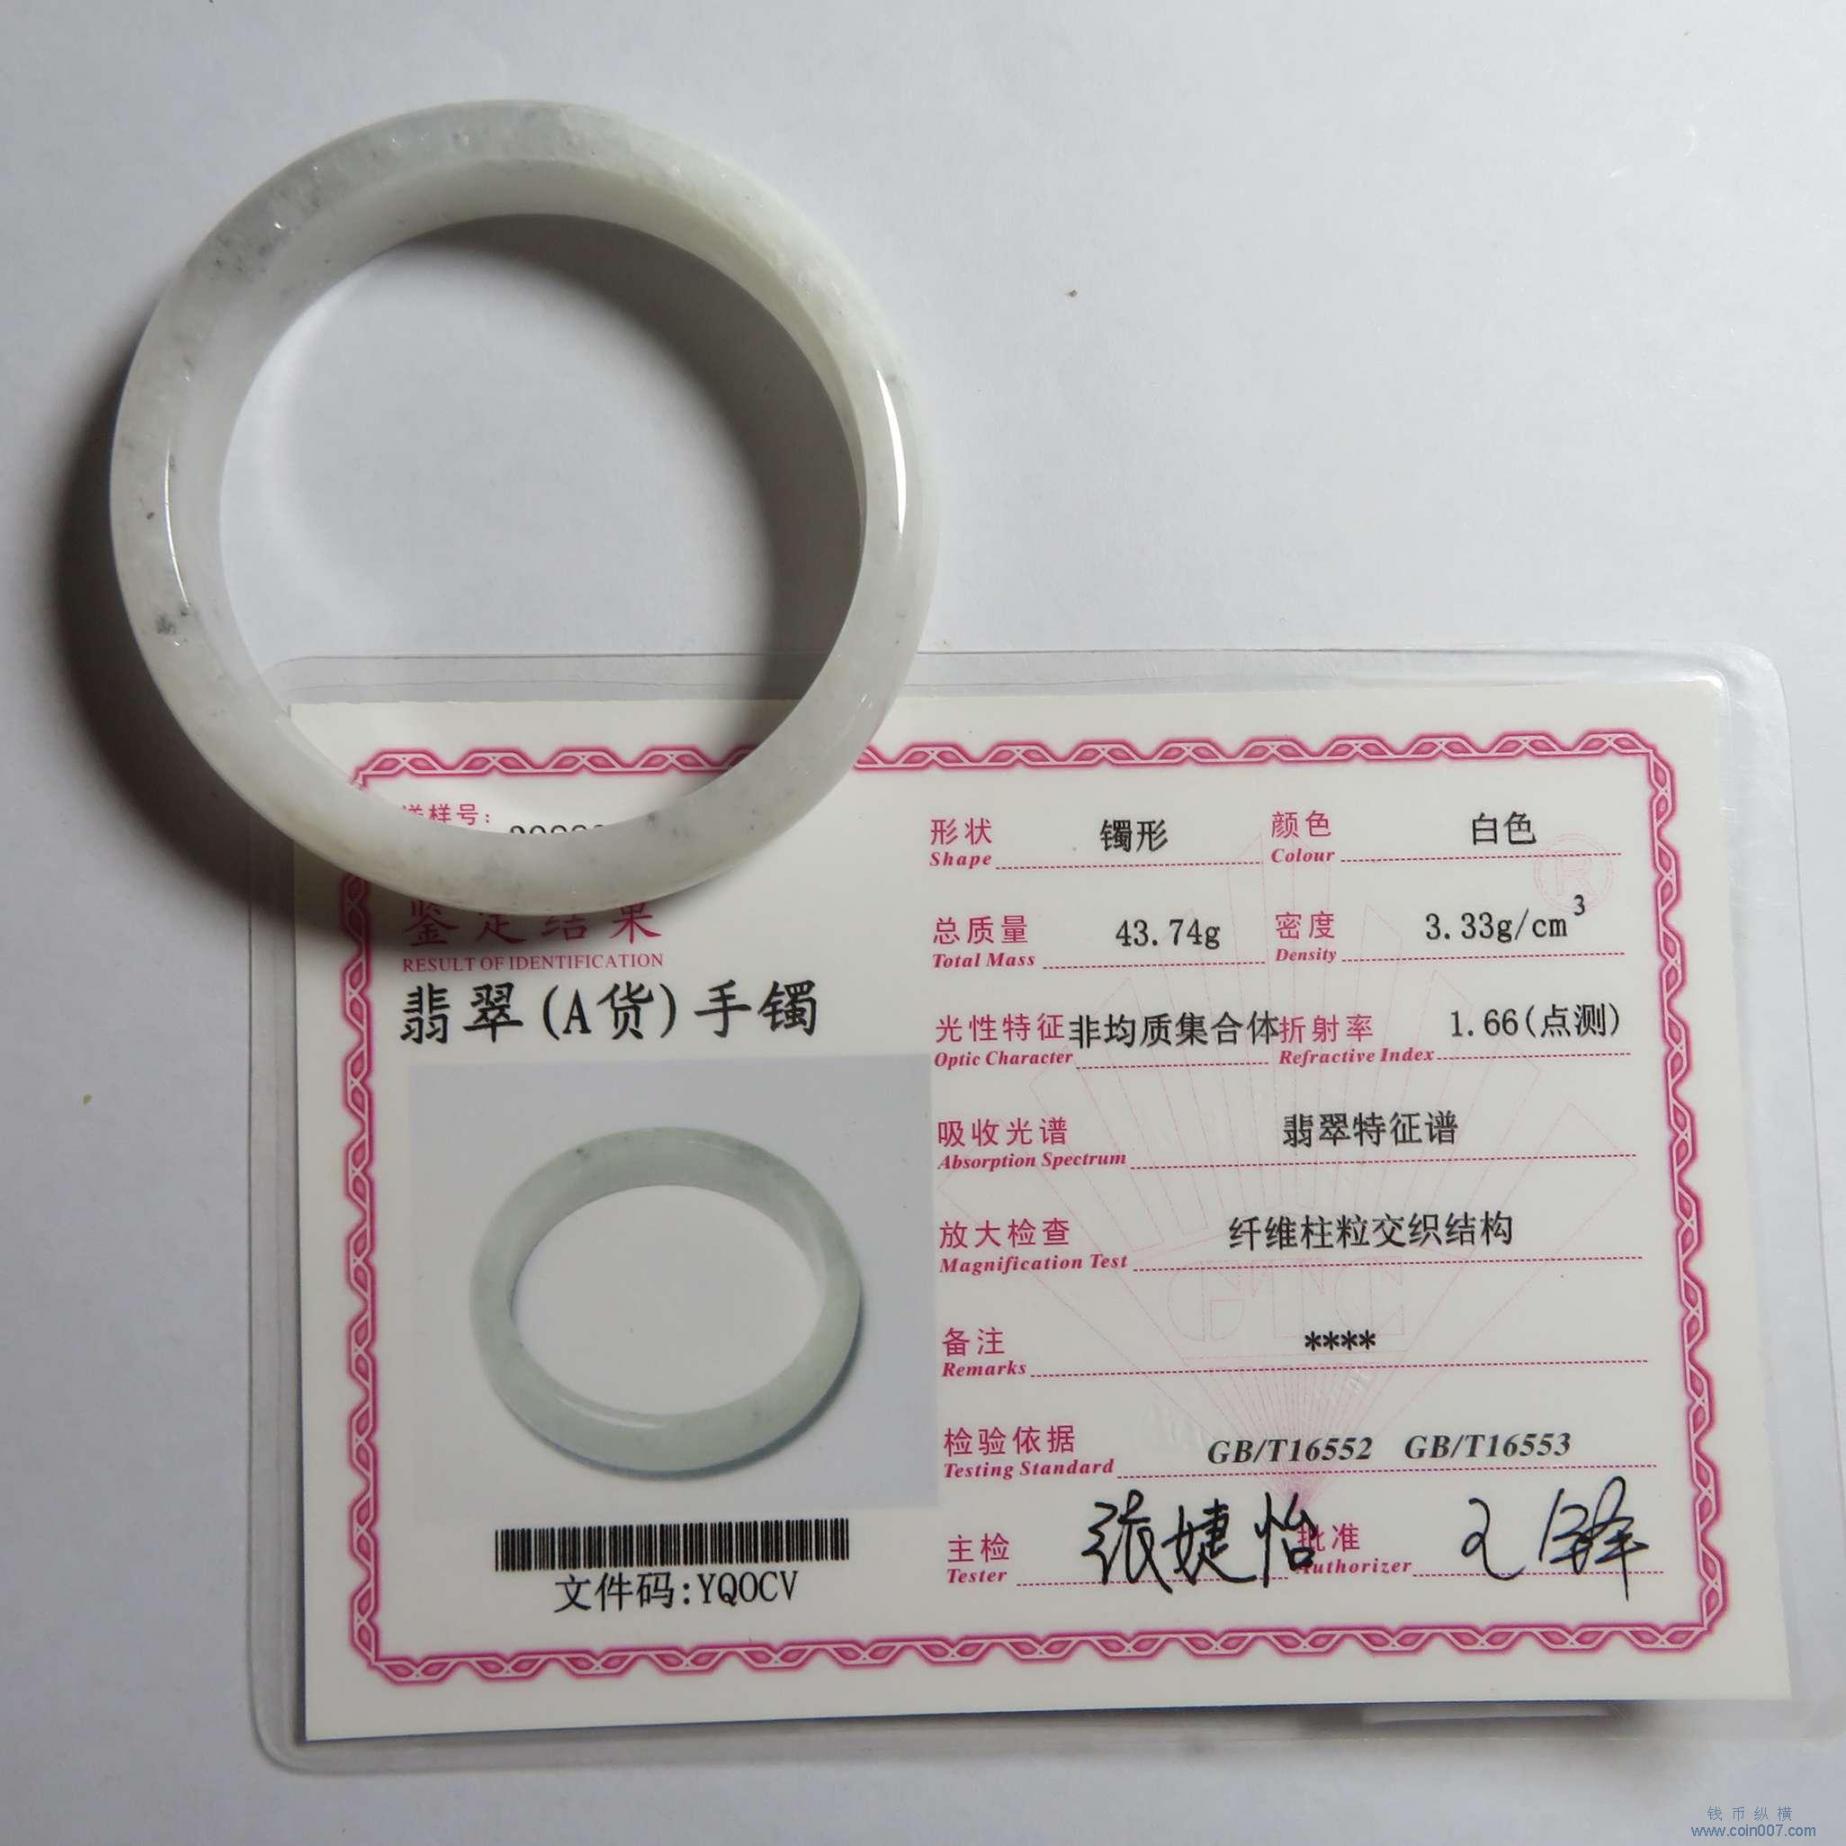 样号:
鉴定结果
RESULT OF IDENTIFICATION
翡翠(A货)手镯
文件码:YQOCV
形状 镯形 颜色 白色
Shape Colour
总质量 43.74g 密度 3.33g/cm³
Total Mass Density
光性特征 非均质集合体 折射率 1.66(点测)
Optic Character Refractive Index
吸收光谱 翡翠特征谱
Absorption Spectrum
放大检查 纤维柱粒交织结构
Magnification Test
备注 ****
Remarks
检验依据 GB/T16552 GB/T16553
Testing Standard
主检 张婕怡 批准
Tester Authorizer
钱币纵横
www.coin007.com